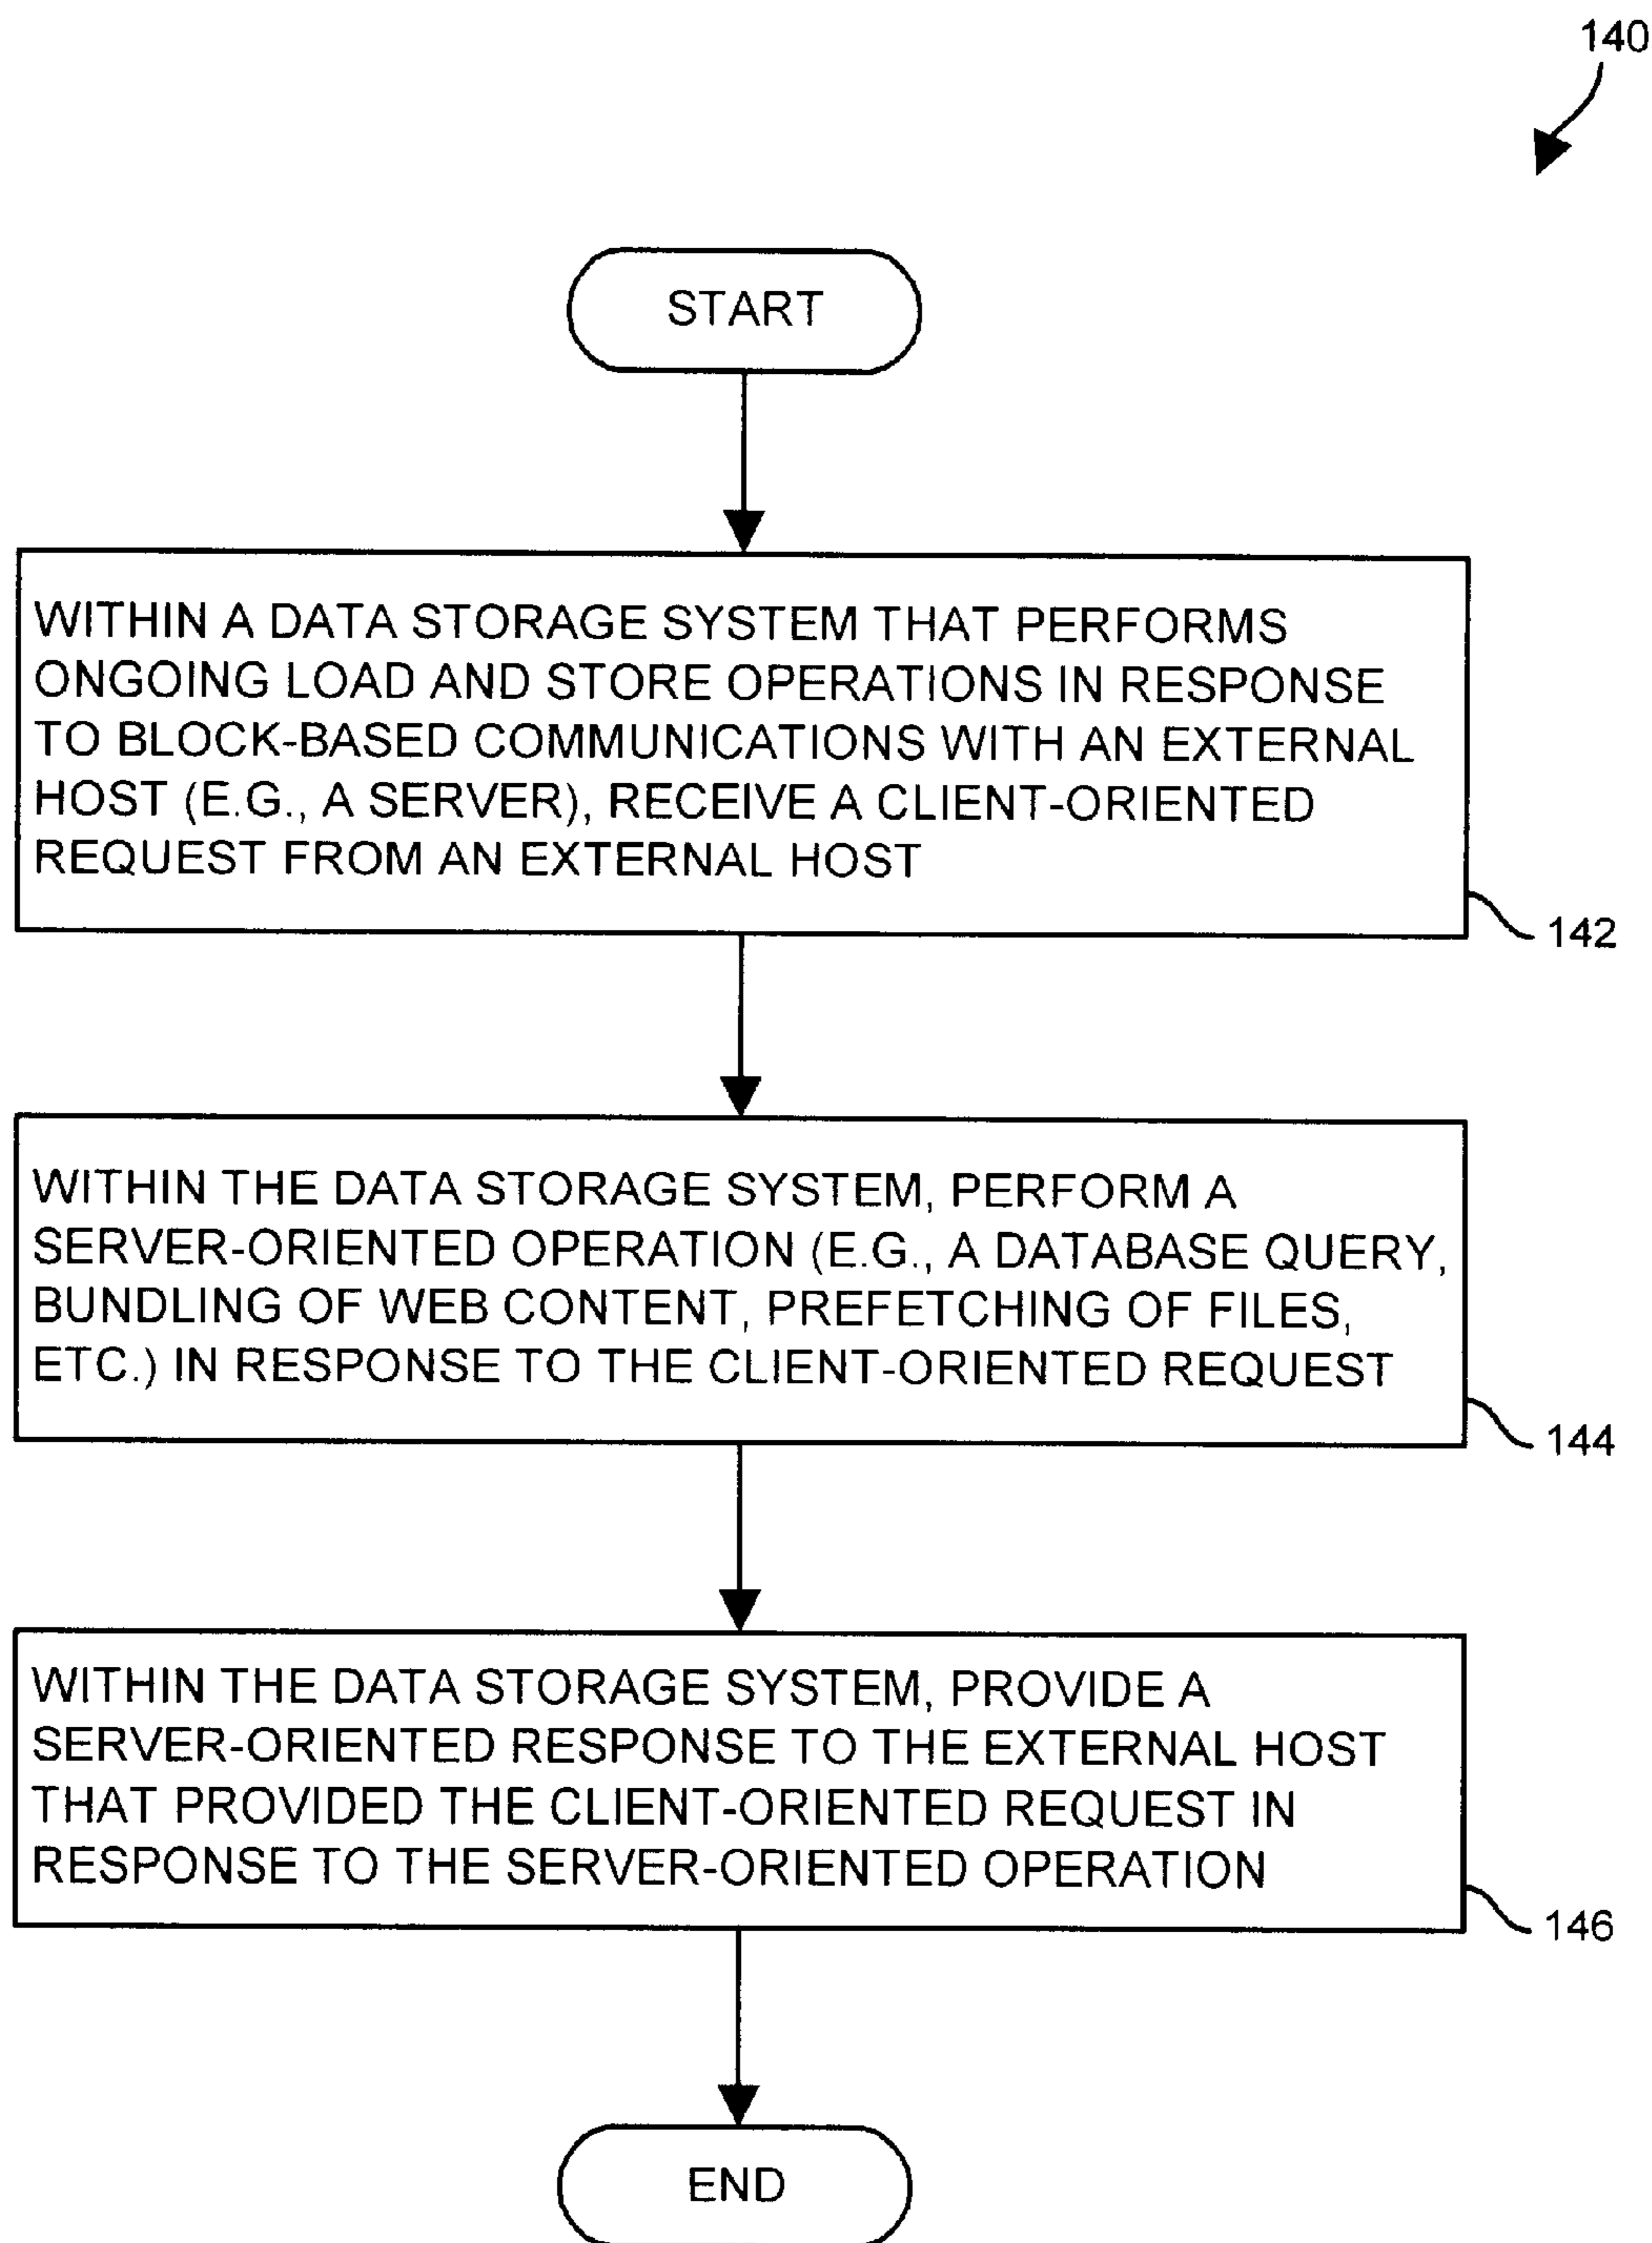 140
START
WITHIN A DATA STORAGE SYSTEM THAT PERFORMS
ONGOING LOAD AND STORE OPERATIONS IN RESPONSE
TO BLOCK-BASED COMMUNICATIONS WITH AN EXTERNAL
HOST (E.G., A SERVER), RECEIVE A CLIENT-ORIENTED
REQUEST FROM AN EXTERNAL HOST
142
WITHIN THE DATA STORAGE SYSTEM, PERFORM A
SERVER-ORIENTED OPERATION (E.G., A DATABASE QUERY,
BUNDLING OF WEB CONTENT, PREFETCHING OF FILES,
ETC.) IN RESPONSE TO THE CLIENT-ORIENTED REQUEST
144
WITHIN THE DATA STORAGE SYSTEM, PROVIDE A
SERVER-ORIENTED RESPONSE TO THE EXTERNAL HOST
THAT PROVIDED THE CLIENT-ORIENTED REQUEST IN
RESPONSE TO THE SERVER-ORIENTED OPERATION
146
END